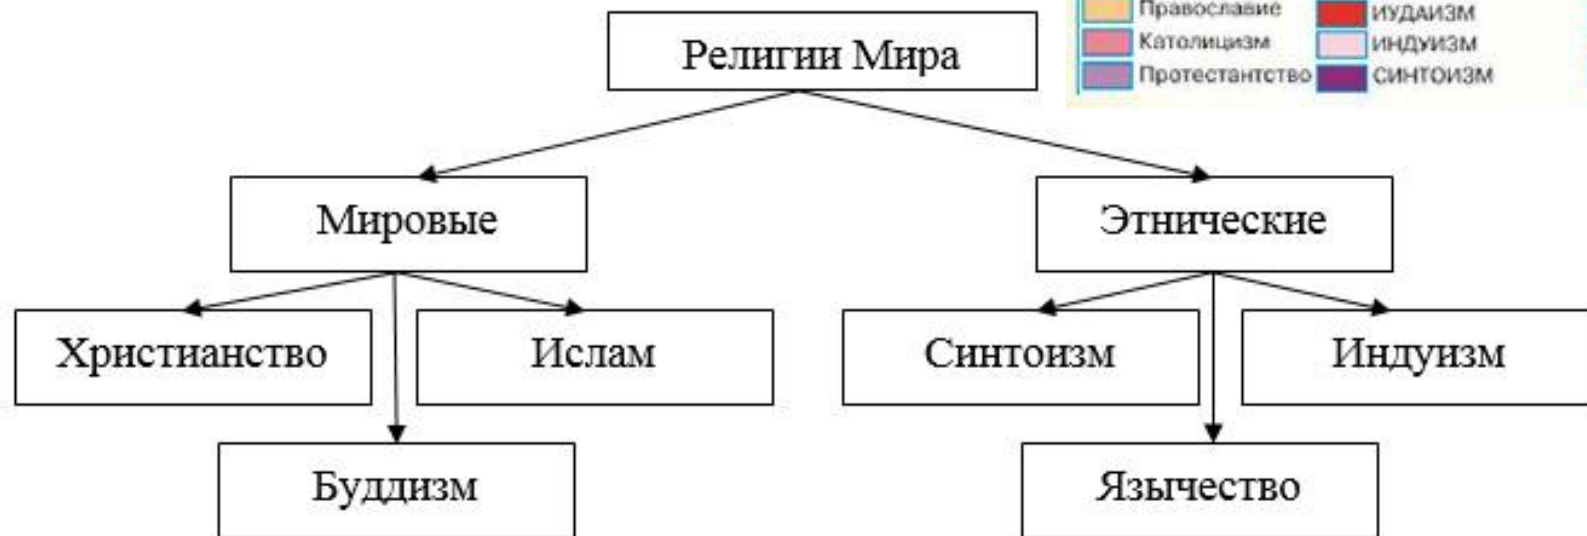 Православие
ИУДАИЗМ
Католицизм
ИНДУИЗМ
Протестантство
СИНТОИЗМ
Религии Мира
Мировые
Этнические
Христианство
Ислам
Синтоизм
Индуизм
Буддизм
Язычество